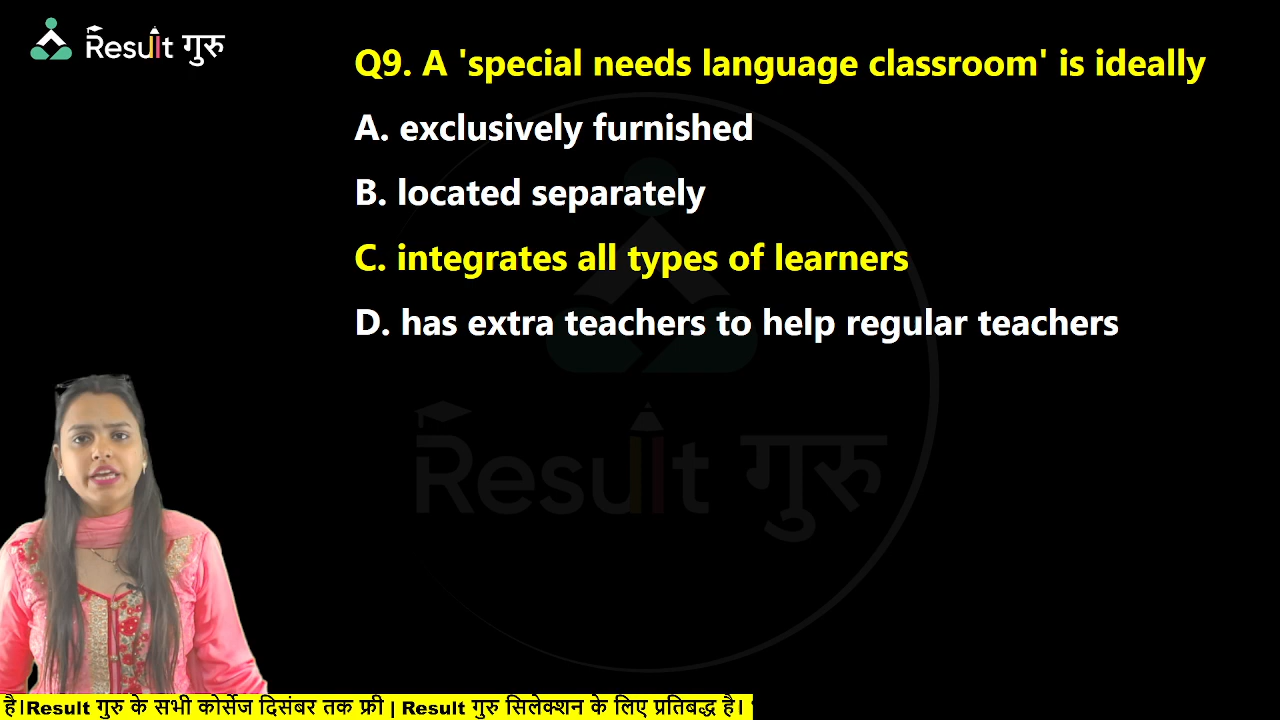 Result गुरु
Q9. A 'special needs language classroom' is ideally
A. exclusively furnished
B. located separately
C. integrates all types of learners
D. has extra teachers to help regular teachers
Result गुरु
है।Result गुरु के सभी कोर्सेज दिसंबर तक फ्री | Result गुरु सिलेक्शन के लिए प्रतिबद्ध है।